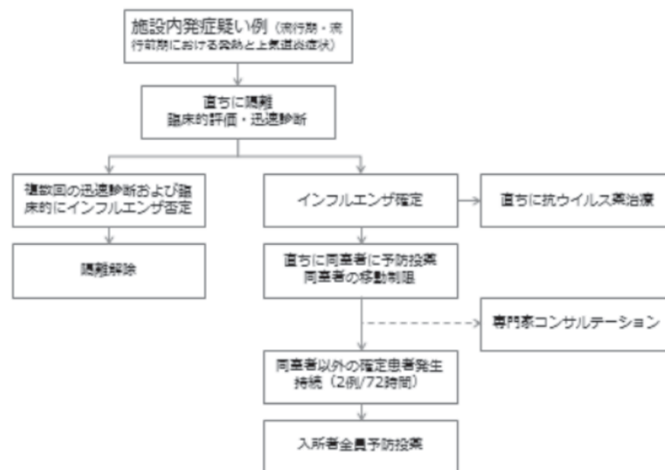 施設内発症疑い例（流行期・流
行前期における発熱と上気道炎症状）
直ちに隔離
臨床的評価・迅速診断
複数回の迅速診断および臨
床的にインフルエンザ否定
インフルエンザ確定
直ちに抗ウイルス薬治療
隔離解除
直ちに同室者に予防投薬
同室者の移動制限
専門家コンサルテーション
同室者以外の確定患者発生
持続（2例/72時間）
入所者全員予防投薬